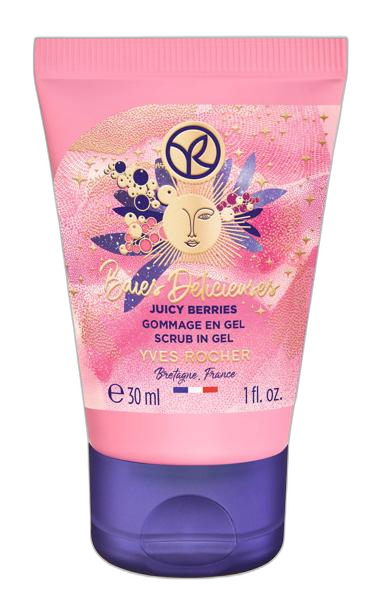 Baies Délicieuses
JUICY BERRIES
GOMMAGE EN GEL
SCRUB IN GEL
YVES ROCHER
Bretagne, France
℮ 30 ml 1 fl. oz.